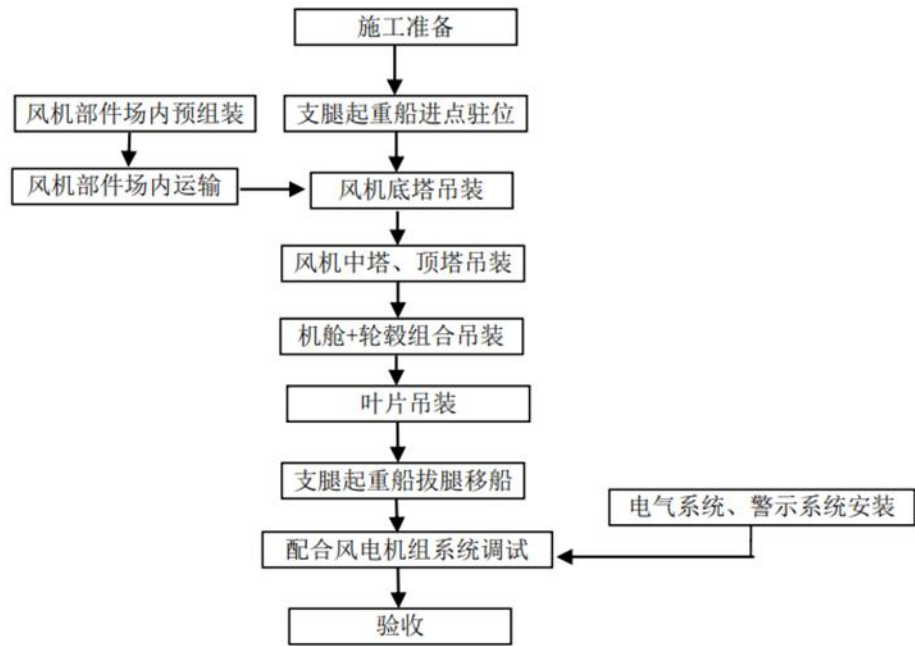 施工准备
风机部件场内预组装
支腿起重船进点驻位
风机部件场内运输
风机底塔吊装
风机中塔、顶塔吊装
机舱+轮毂组合吊装
叶片吊装
支腿起重船拔腿移船
电气系统、警示系统安装
配合风电机组系统调试
验收